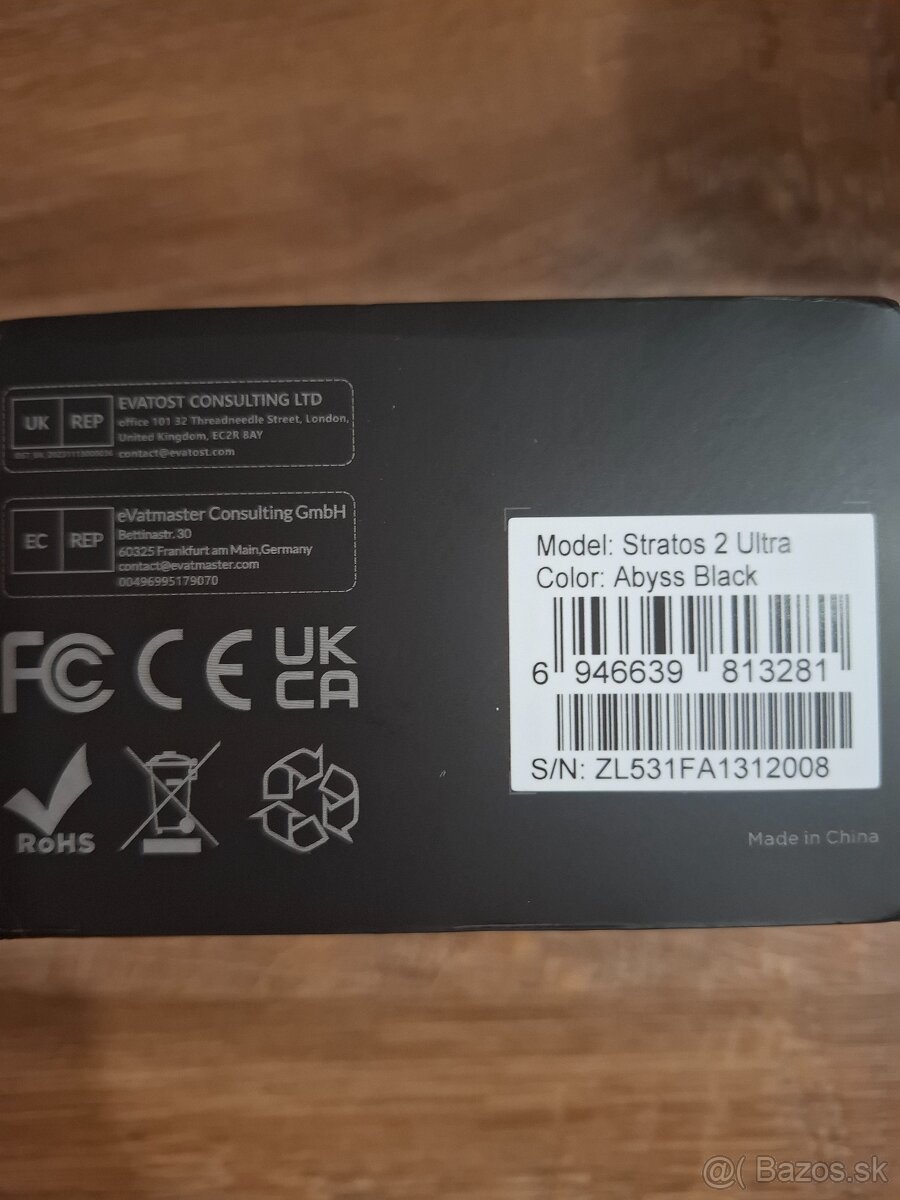 UK REP
EVATOST CONSULTING LTD
office 101 32 Threadneedle Street, London,
United Kingdom, EC2R 8AY
contact@evatost.com
EC REP
eVatmaster Consulting GmbH
Bettinastr. 30
60325 Frankfurt am Main,Germany
contact@evatmaster.com
00496995179070
FC CE UK
CA
RoHS
Model: Stratos 2 Ultra
Color: Abyss Black
6 946639 813281
S/N: ZL531FA1312008
Made in China
@( Bazos.sk